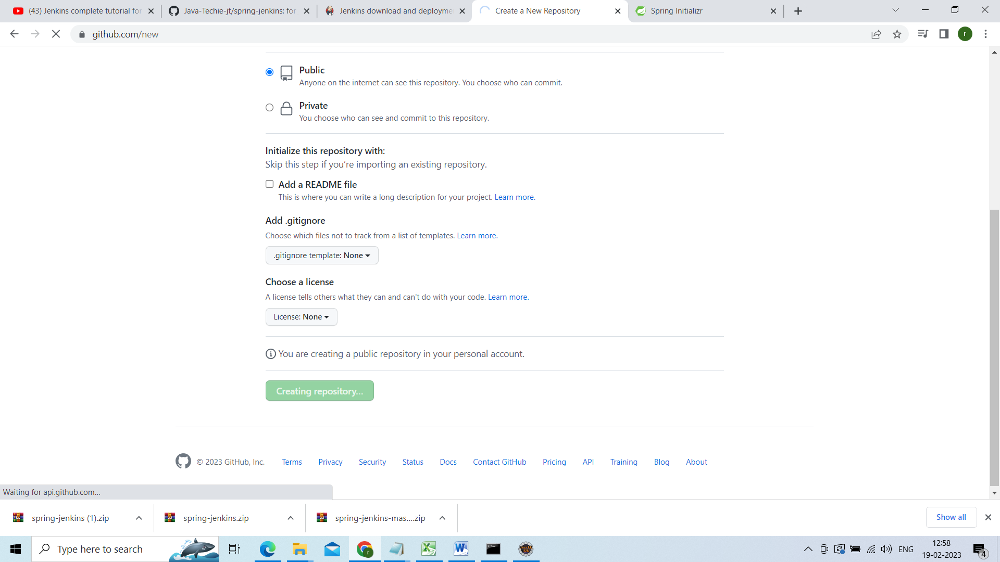 (43) Jenkins complete tutorial for
Java-Techie-jt/spring-jenkins: for
Jenkins download and deployme
Create a New Repository
Spring Initializr
github.com/new
r
Public
Anyone on the internet can see this repository. You choose who can commit.
Private
You choose who can see and commit to this repository.
Initialize this repository with:
Skip this step if you're importing an existing repository.
Add a README file
This is where you can write a long description for your project. Learn more.
Add .gitignore
Choose which files not to track from a list of templates. Learn more.
.gitignore template: None
Choose a license
A license tells others what they can and can't do with your code. Learn more.
License: None
You are creating a public repository in your personal account.
Creating repository...
© 2023 GitHub, Inc. Terms Privacy Security Status Docs Contact GitHub Pricing API Training Blog About
Waiting for api.github.com...
spring-jenkins (1).zip
spring-jenkins.zip
spring-jenkins-mas....zip
Show all
Type here to search
ENG
12:58
19-02-2023
4